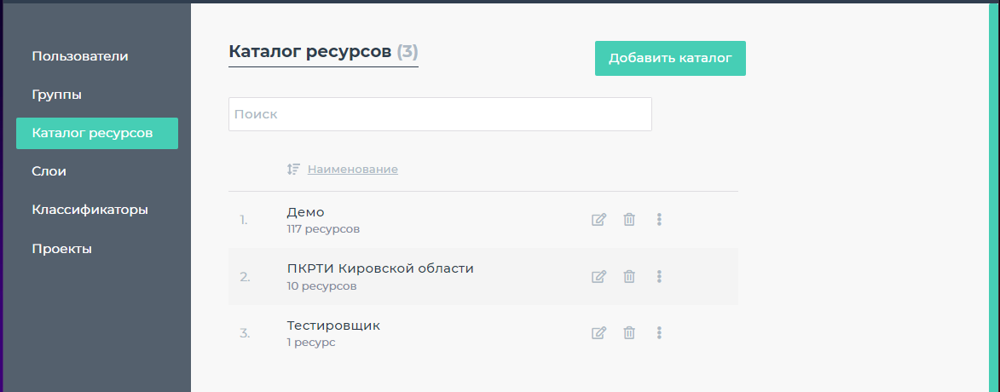 Пользователи
Группы
Каталог ресурсов
Слои
Классификаторы
Проекты
Каталог ресурсов (3)
Добавить каталог
Поиск
Наименование
1.
Демо
117 ресурсов
2.
ПКРТИ Кировской области
10 ресурсов
3.
Тестировщик
1 ресурс